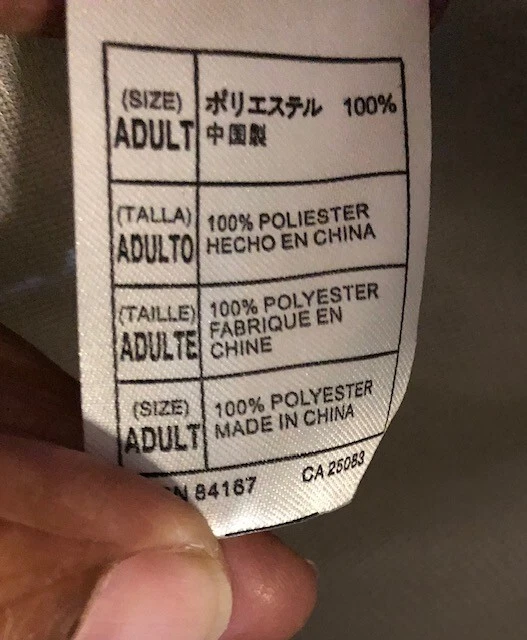 (SIZE)
ADULT
ポリエステル 100%
中国製
(TALLA)
ADULTO
100% POLIESTER
HECHO EN CHINA
(TAILLE)
ADULTE
100% POLYESTER
FABRIQUE EN
CHINE
(SIZE)
ADULT
100% POLYESTER
MADE IN CHINA
N 84167
CA 25083